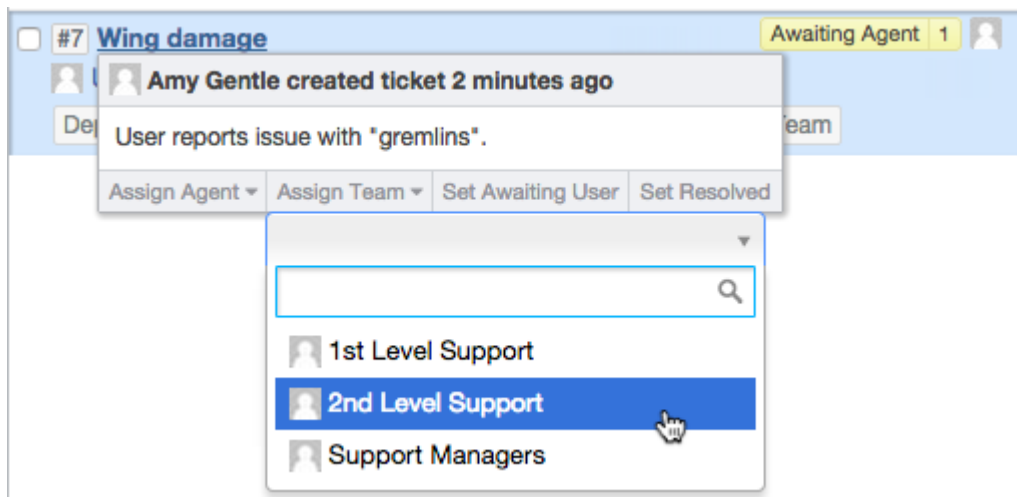 #7 Wing damage
Awaiting Agent 1
Amy Gentle created ticket 2 minutes ago
User reports issue with "gremlins".
Assign Agent Assign Team Set Awaiting User Set Resolved
1st Level Support
2nd Level Support
Support Managers